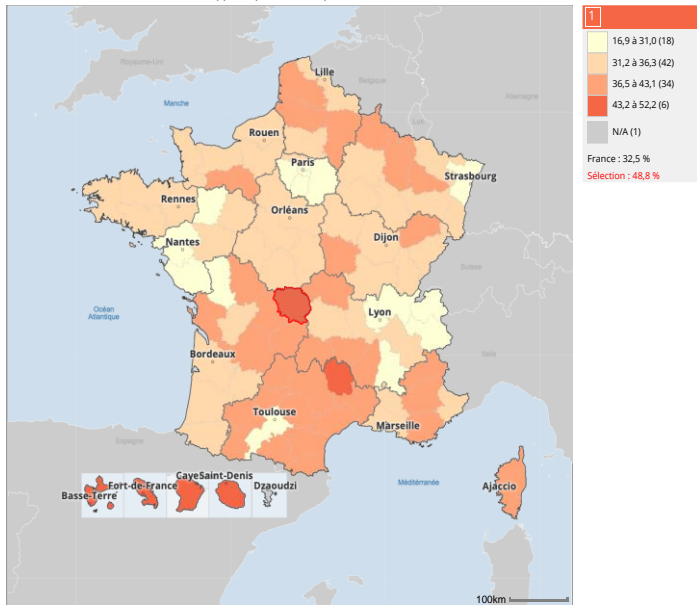 1
16,9 à 31,0 (18)
31,2 à 36,3 (42)
36,5 à 43,1 (34)
43,2 à 52,2 (6)
N/A (1)
France : 32,5 %
Sélection : 48,8 %
Royaume-Uni
Lille
Belgique
Allemagne
Manche
Lux
Rouen
Paris
Strasbourg
Rennes
Orléans
Nantes
Dijon
Suisse
Océan
Atlantique
Lyon
Bordeaux
Italie
Toulouse
Marseille
Espagne
Basse-Terre
Fort-de-France
Caye
Saint-Denis
Dzaoudzi
Méditérranée
Ajaccio
100km